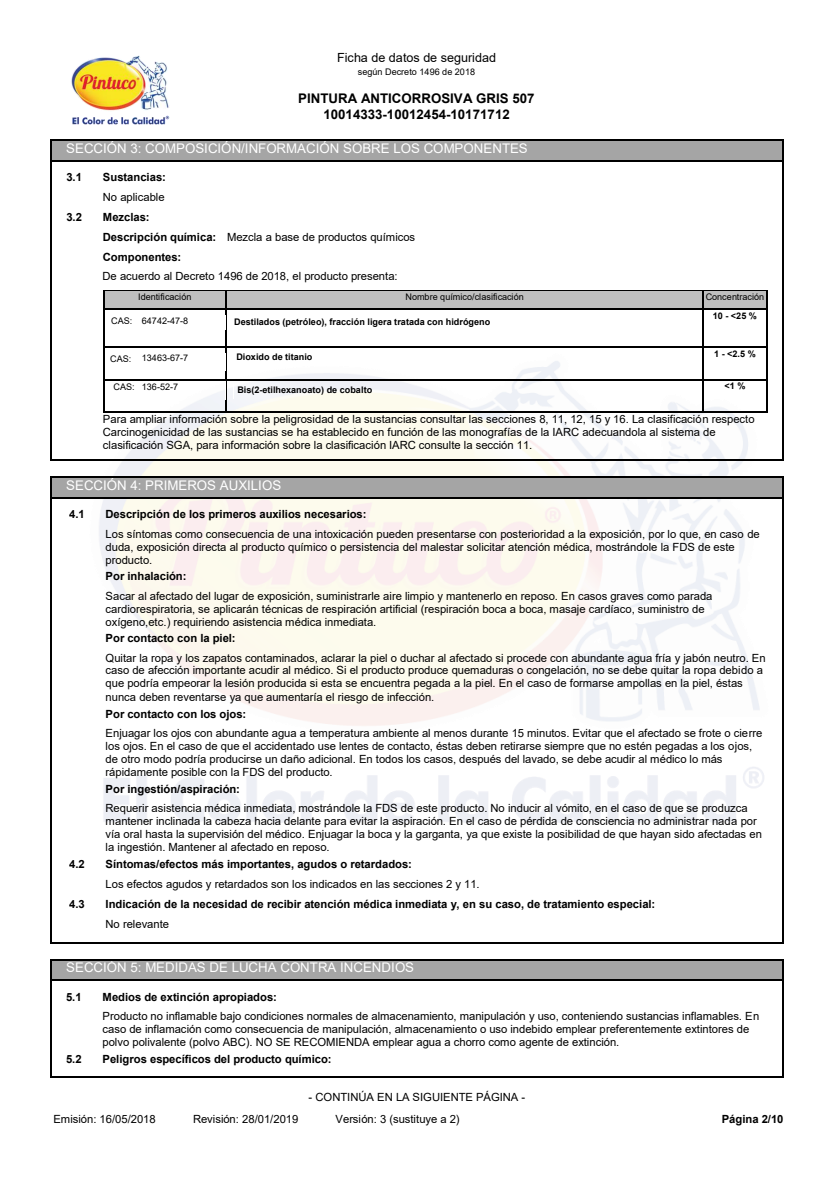 Pintuco®
El Color de la Calidad®
Ficha de datos de seguridad
según Decreto 1496 de 2018
PINTURA ANTICORROSIVA GRIS 507
10014333-10012454-10171712
SECCIÓN 3: COMPOSICIÓN/INFORMACIÓN SOBRE LOS COMPONENTES
3.1 Sustancias:
No aplicable
3.2 Mezclas:
Descripción química: Mezcla a base de productos químicos
Componentes:
De acuerdo al Decreto 1496 de 2018, el producto presenta:
Identificación Nombre químico/clasificación Concentración
CAS: 64742-47-8 Destilados (petróleo), fracción ligera tratada con hidrógeno 10 - <25 %
CAS: 13463-67-7 Dioxido de titanio 1 - <2.5 %
CAS: 136-52-7 Bis(2-etilhexanoato) de cobalto <1 %
Para ampliar información sobre la peligrosidad de la sustancias consultar las secciones 8, 11, 12, 15 y 16. La clasificación respecto
Carcinogenicidad de las sustancias se ha establecido en función de las monografías de la IARC adecuandola al sistema de
clasificación SGA, para información sobre la clasificación IARC consulte la sección 11.
SECCIÓN 4: PRIMEROS AUXILIOS
4.1 Descripción de los primeros auxilios necesarios:
Los síntomas como consecuencia de una intoxicación pueden presentarse con posterioridad a la exposición, por lo que, en caso de
duda, exposición directa al producto químico o persistencia del malestar solicitar atención médica, mostrándole la FDS de este
producto.
Por inhalación:
Sacar al afectado del lugar de exposición, suministrarle aire limpio y mantenerlo en reposo. En casos graves como parada
cardiorespiratoria, se aplicarán técnicas de respiración artificial (respiración boca a boca, masaje cardíaco, suministro de
oxígeno,etc.) requiriendo asistencia médica inmediata.
Por contacto con la piel:
Quitar la ropa y los zapatos contaminados, aclarar la piel o duchar al afectado si procede con abundante agua fría y jabón neutro. En
caso de afección importante acudir al médico. Si el producto produce quemaduras o congelación, no se debe quitar la ropa debido a
que podría empeorar la lesión producida si esta se encuentra pegada a la piel. En el caso de formarse ampollas en la piel, éstas
nunca deben reventarse ya que aumentaría el riesgo de infección.
Por contacto con los ojos:
Enjuagar los ojos con abundante agua a temperatura ambiente al menos durante 15 minutos. Evitar que el afectado se frote o cierre
los ojos. En el caso de que el accidentado use lentes de contacto, éstas deben retirarse siempre que no estén pegadas a los ojos,
de otro modo podría producirse un daño adicional. En todos los casos, después del lavado, se debe acudir al médico lo más
rápidamente posible con la FDS del producto.
Por ingestión/aspiración:
Requerir asistencia médica inmediata, mostrándole la FDS de este producto. No inducir al vómito, en el caso de que se produzca
mantener inclinada la cabeza hacia delante para evitar la aspiración. En el caso de pérdida de consciencia no administrar nada por
vía oral hasta la supervisión del médico. Enjuagar la boca y la garganta, ya que existe la posibilidad de que hayan sido afectadas en
la ingestión. Mantener al afectado en reposo.
4.2 Síntomas/efectos más importantes, agudos o retardados:
Los efectos agudos y retardados son los indicados en las secciones 2 y 11.
4.3 Indicación de la necesidad de recibir atención médica inmediata y, en su caso, de tratamiento especial:
No relevante
SECCIÓN 5: MEDIDAS DE LUCHA CONTRA INCENDIOS
5.1 Medios de extinción apropiados:
Producto no inflamable bajo condiciones normales de almacenamiento, manipulación y uso, conteniendo sustancias inflamables. En
caso de inflamación como consecuencia de manipulación, almacenamiento o uso indebido emplear preferentemente extintores de
polvo polivalente (polvo ABC). NO SE RECOMIENDA emplear agua a chorro como agente de extinción.
5.2 Peligros específicos del producto químico:
- CONTINÚA EN LA SIGUIENTE PÁGINA -
Emisión: 16/05/2018 Revisión: 28/01/2019 Versión: 3 (sustituye a 2) Página 2/10